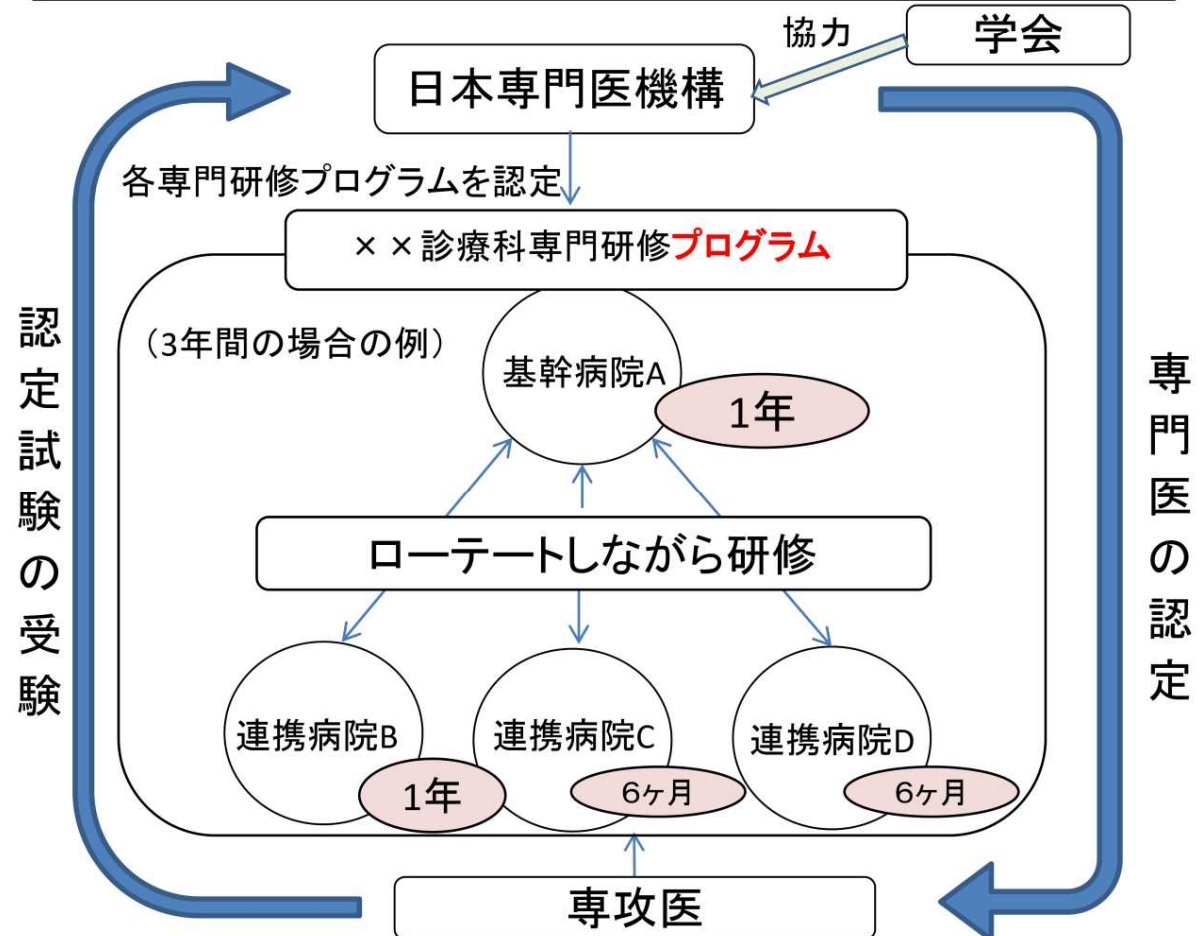 学会
協力
日本専門医機構
各専門研修プログラムを認定
××診療科専門研修プログラム
（3年間の場合の例）
基幹病院A
1年
ローテートしながら研修
連携病院B
1年
連携病院C
6ヶ月
連携病院D
6ヶ月
専攻医
認定試験の受験
専門医の認定